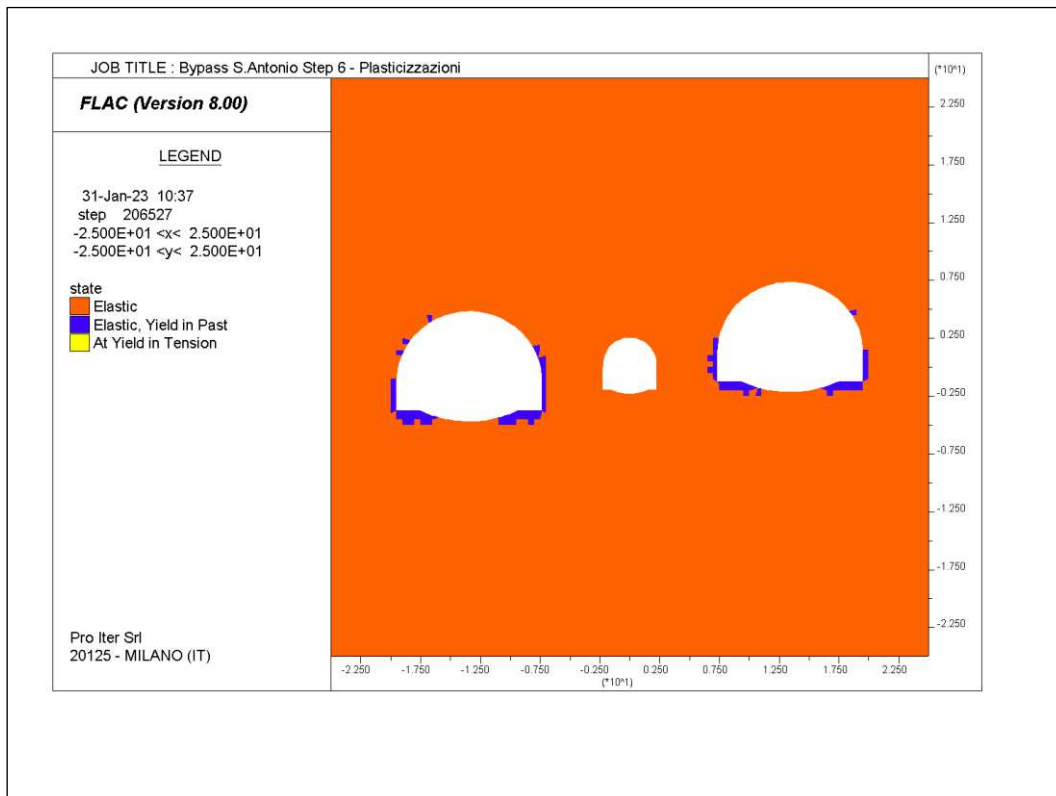 JOB TITLE : Bypass S.Antonio Step 6 - Plasticizzazioni
(*10^1)
FLAC (Version 8.00)
LEGEND
31-Jan-23 10:37
step 206527
-2.500E+01 <x< 2.500E+01
-2.500E+01 <y< 2.500E+01
state
Elastic
Elastic, Yield in Past
At Yield in Tension
Pro Iter Srl
20125 - MILANO (IT)
2.250
1.750
1.250
0.750
0.250
-0.250
-0.750
-1.250
-1.750
-2.250
-2.250 -1.750 -1.250 -0.750 -0.250 0.250 0.750 1.250 1.750 2.250
(*10^1)